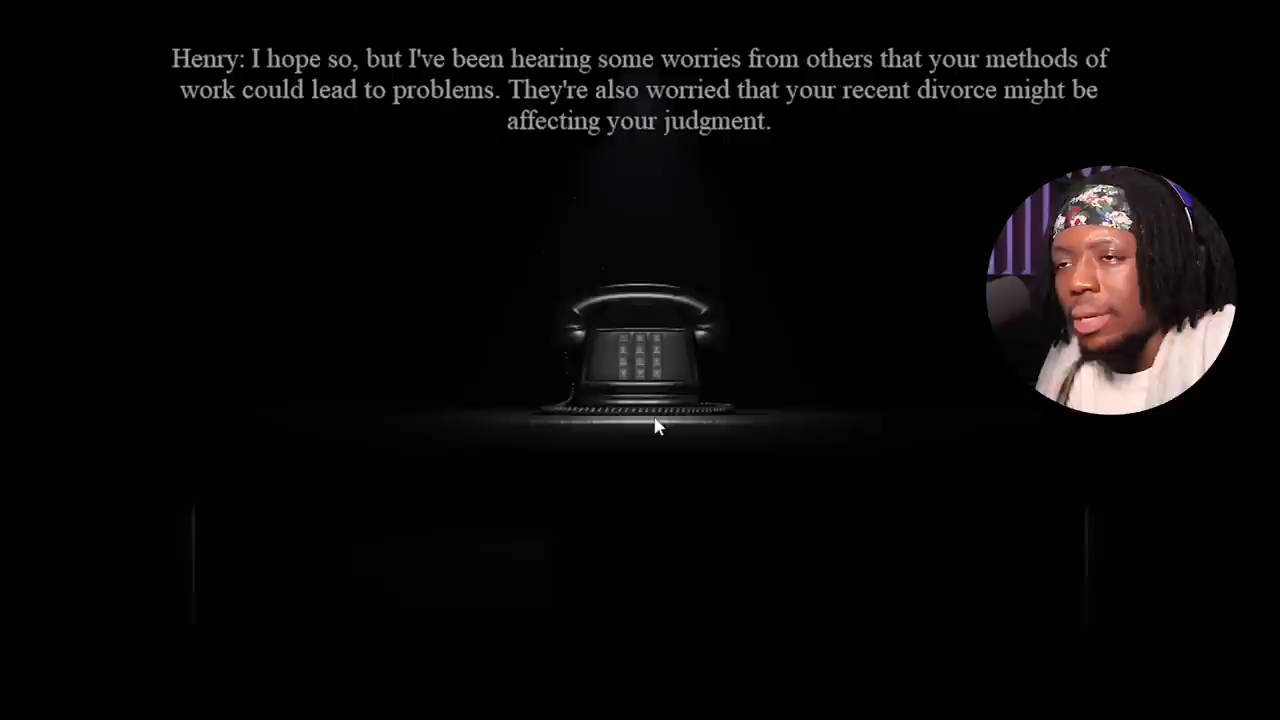 Henry: I hope so, but I've been hearing some worries from others that your methods of
work could lead to problems. They're also worried that your recent divorce might be
affecting your judgment.